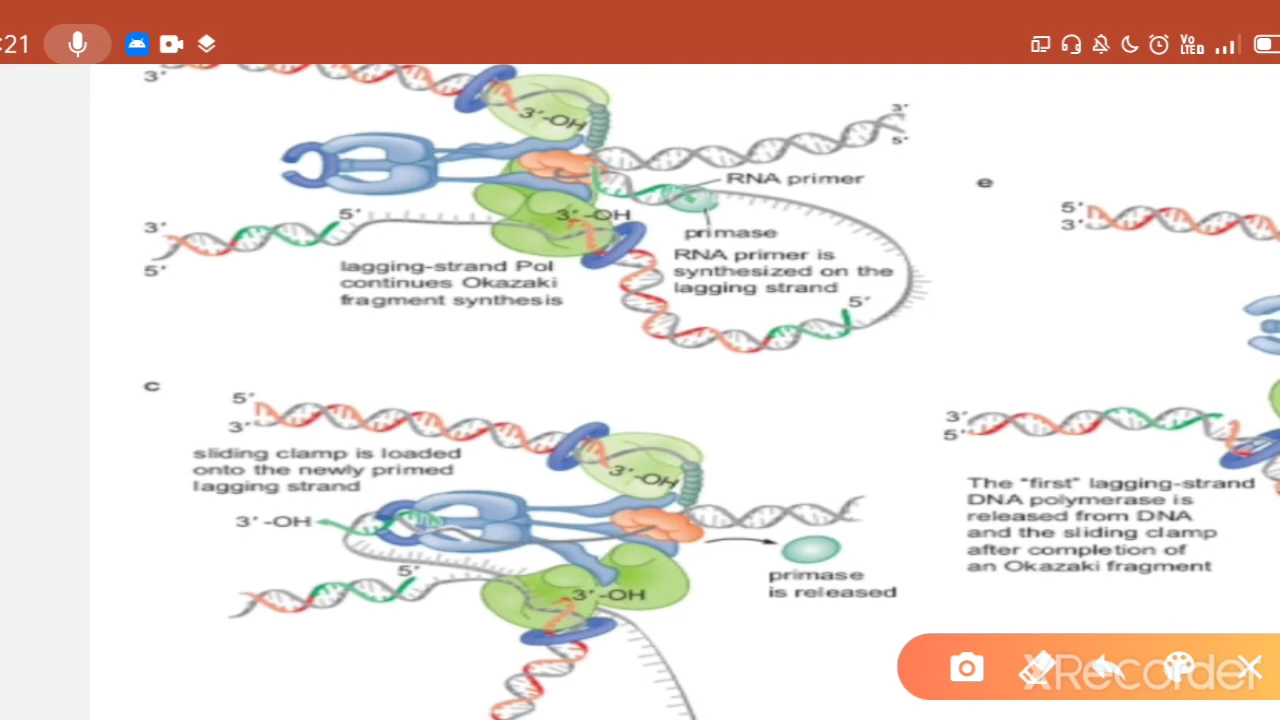 :21
Vo
LTE D
3'
3'-OH
3'
5'
RNA primer
e
5'
3'
3'
5'
5'
3'-OH
primase
lagging-strand Pol
continues Okazaki
fragment synthesis
RNA primer is
synthesized on the
lagging strand
5'
c
5'
3'
sliding clamp is loaded
onto the newly primed
lagging strand
3'-OH
3'-OH
5'
3'-OH
primase
is released
3'
5'
The "first" lagging-strand
DNA polymerase is
released from DNA
and the sliding clamp
after completion of
an Okazaki fragment
XRecorder